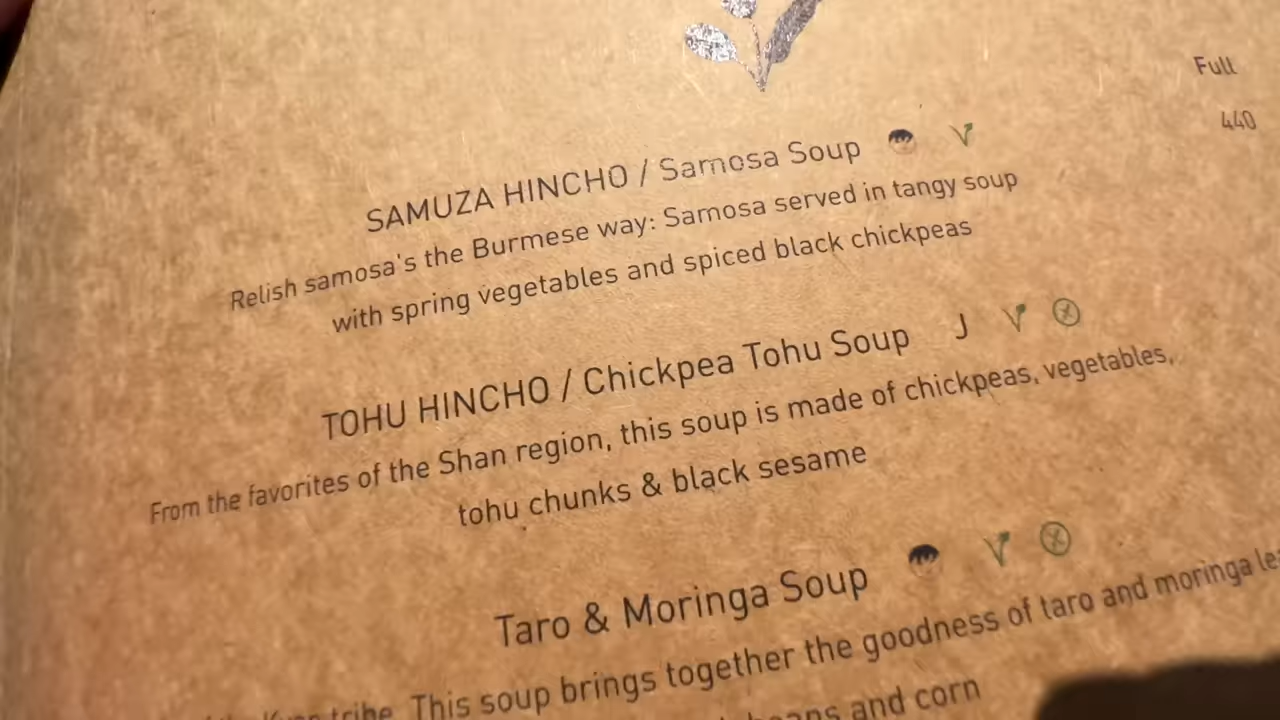 Full
440
SAMUZA HINCHO / Samosa Soup
Relish samosa's the Burmese way: Samosa served in tangy soup
with spring vegetables and spiced black chickpeas
TOHU HINCHO / Chickpea Tohu Soup J
From the favorites of the Shan region, this soup is made of chickpeas, vegetables,
tohu chunks & black sesame
Taro & Moringa Soup
tribe. This soup brings together the goodness of taro and moringa
and corn